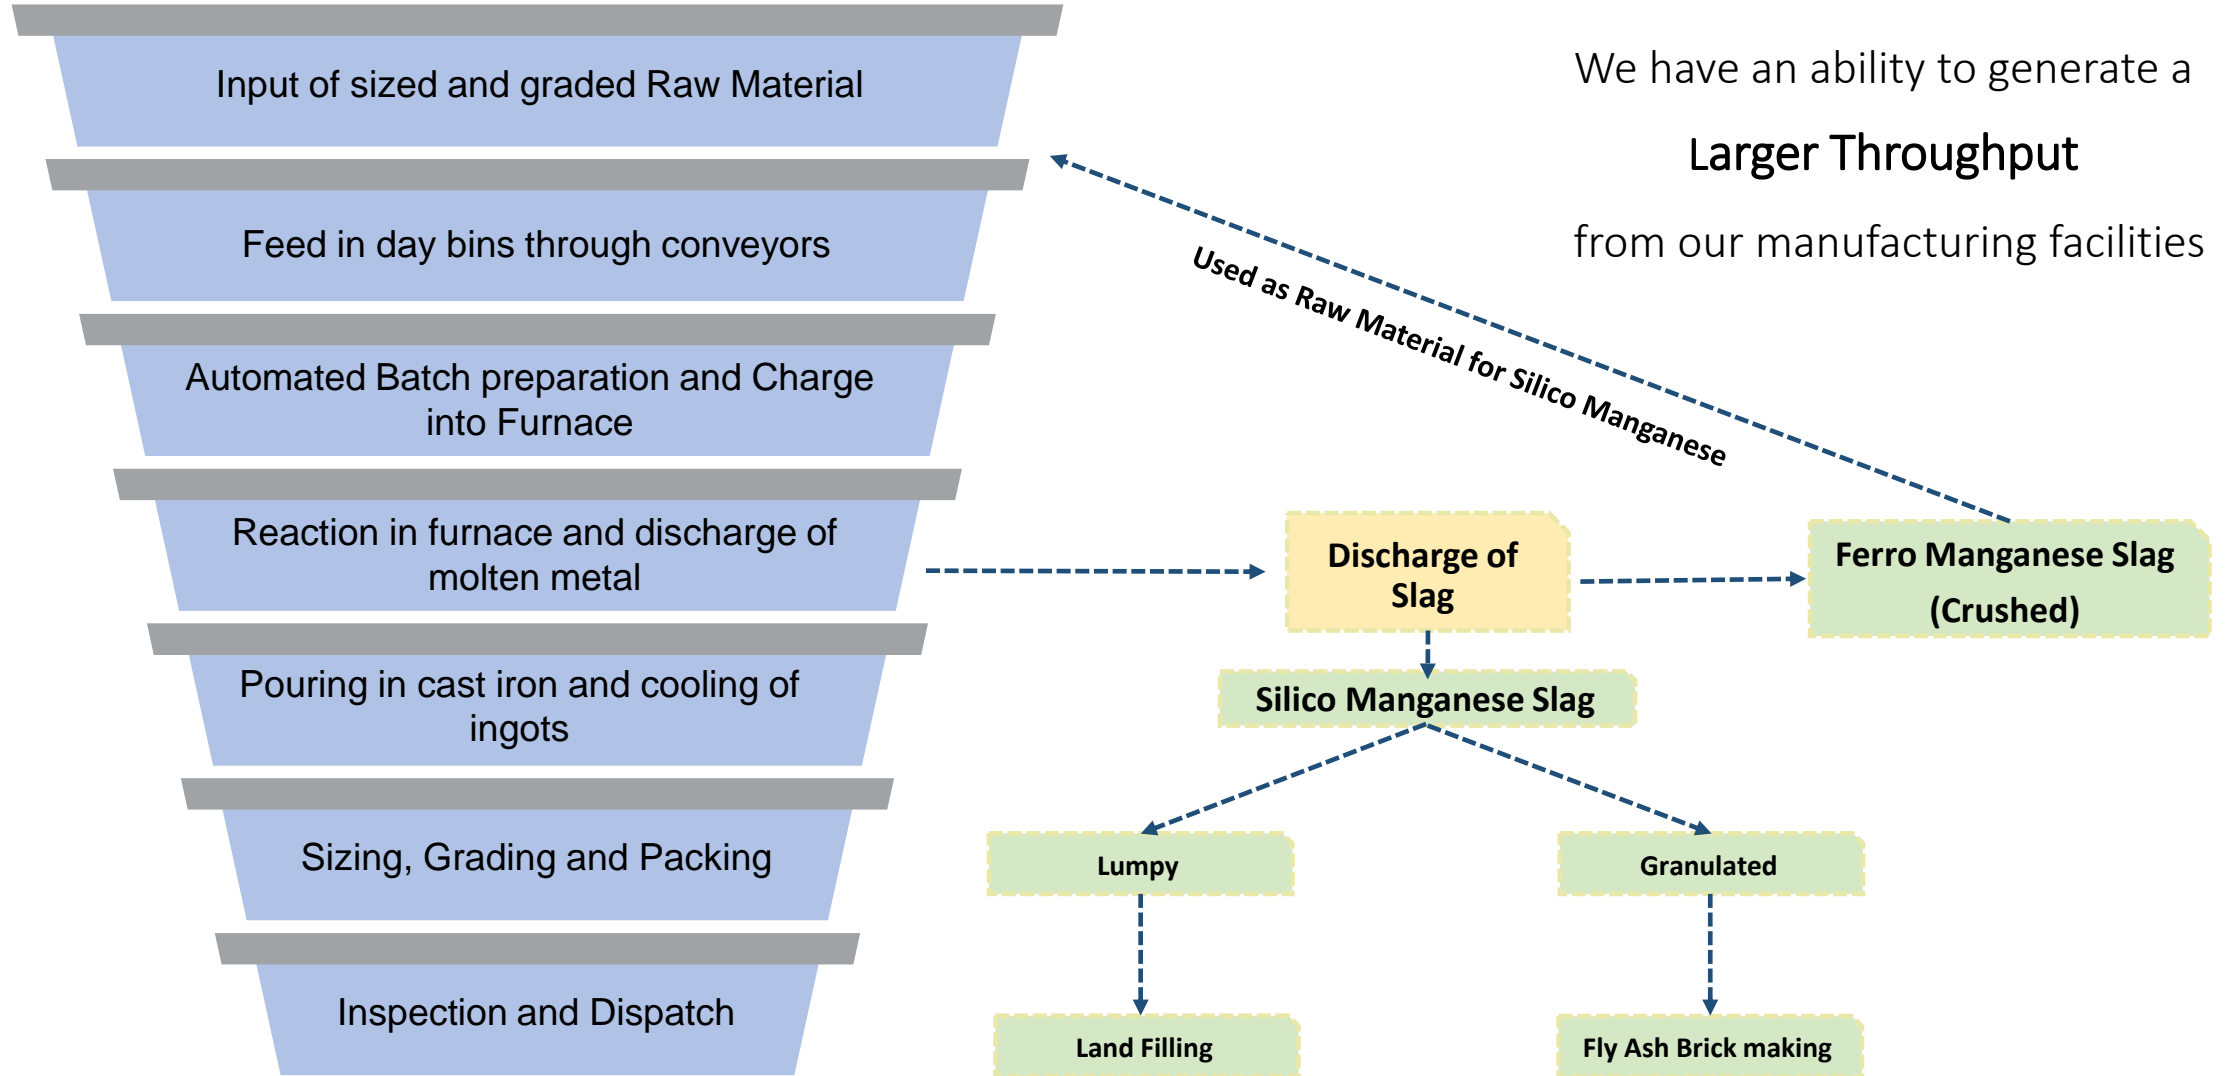 Input of sized and graded Raw Material
Feed in day bins through conveyors
Automated Batch preparation and Charge
into Furnace
Reaction in furnace and discharge of
molten metal
Pouring in cast iron and cooling of
ingots
Sizing, Grading and Packing
Inspection and Dispatch
We have an ability to generate a
Larger Throughput
from our manufacturing facilities
Used as Raw Material for Silico Manganese
Discharge of
Slag
Ferro Manganese Slag
(Crushed)
Silico Manganese Slag
Lumpy
Granulated
Land Filling
Fly Ash Brick making